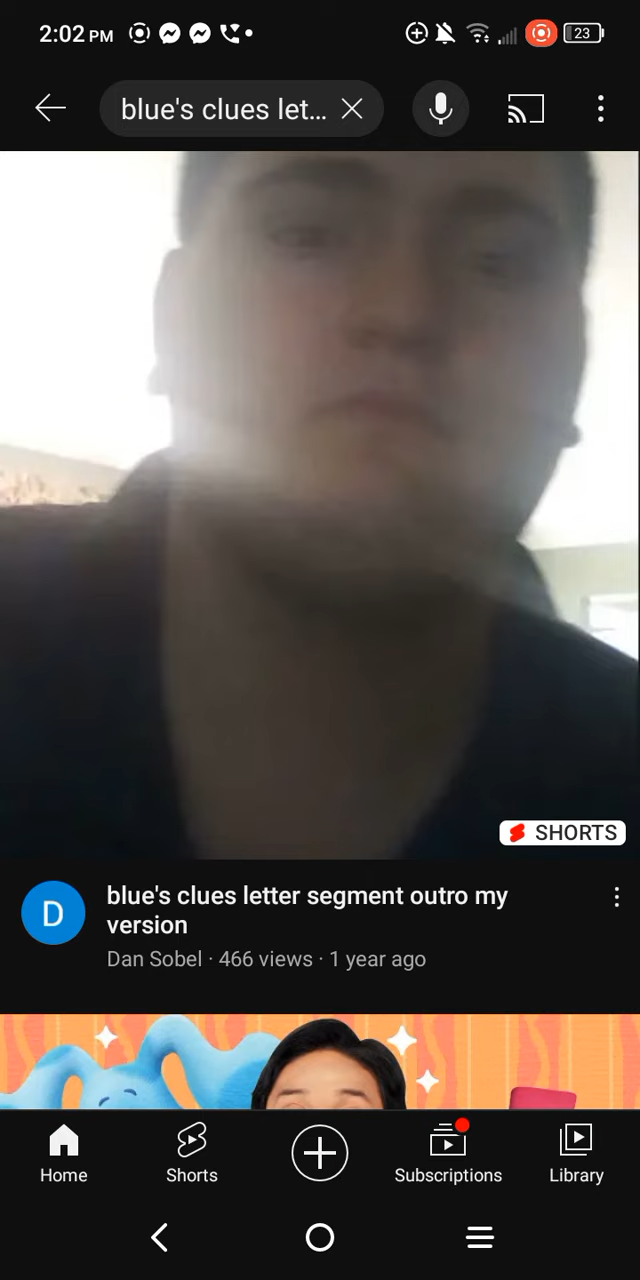 2:02 PM 23
blue's clues let...
SHORTS
D
blue's clues letter segment outro my
version
Dan Sobel · 466 views · 1 year ago
Home Shorts Subscriptions Library